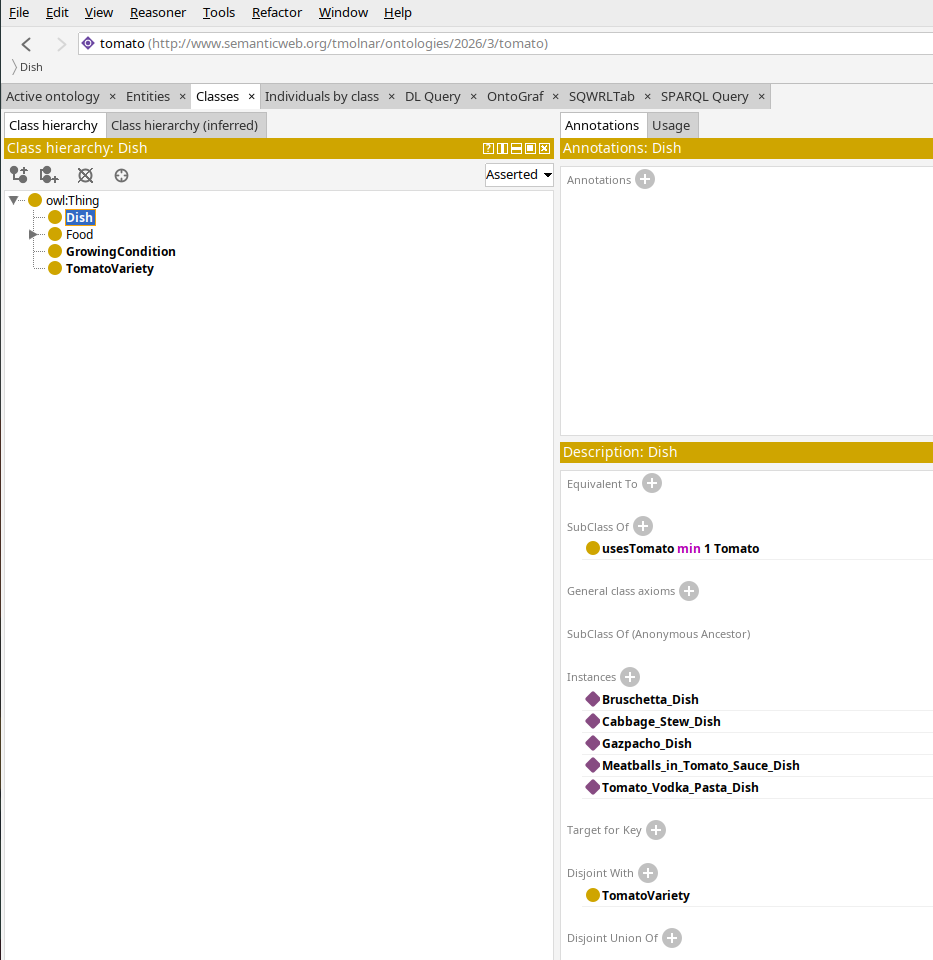 File Edit View Reasoner Tools Refactor Window Help
tomato (http://www.semanticweb.org/tmolnar/ontologies/2026/3/tomato)
Dish
Active ontology × Entities × Classes × Individuals by class × DL Query × OntoGraf × SQWRLTab × SPARQL Query ×
Class hierarchy Class hierarchy (inferred)
Class hierarchy: Dish
Asserted
owl:Thing
Dish
Food
GrowingCondition
TomatoVariety
Annotations Usage
Annotations: Dish
Annotations
Description: Dish
Equivalent To
SubClass Of
usesTomato min 1 Tomato
General class axioms
SubClass Of (Anonymous Ancestor)
Instances
Bruschetta_Dish
Cabbage_Stew_Dish
Gazpacho_Dish
Meatballs_in_Tomato_Sauce_Dish
Tomato_Vodka_Pasta_Dish
Target for Key
Disjoint With
TomatoVariety
Disjoint Union Of